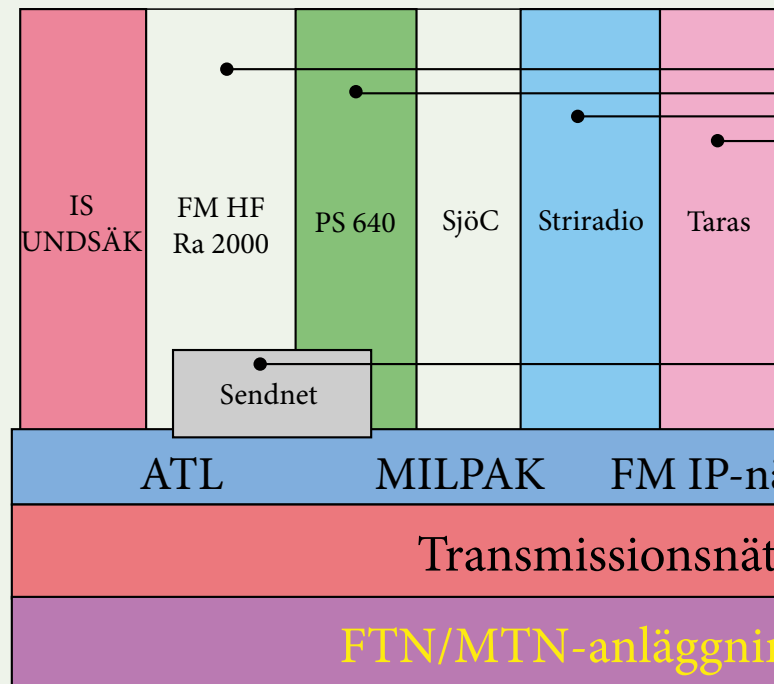 IS
UNDSÄK
FM HF
Ra 2000
PS 640
SjöC
Striradio
Taras
Sendnet
ATL
MILPAK
FM IP-nä
Transmissionsnät
FTN/MTN-anläggnin